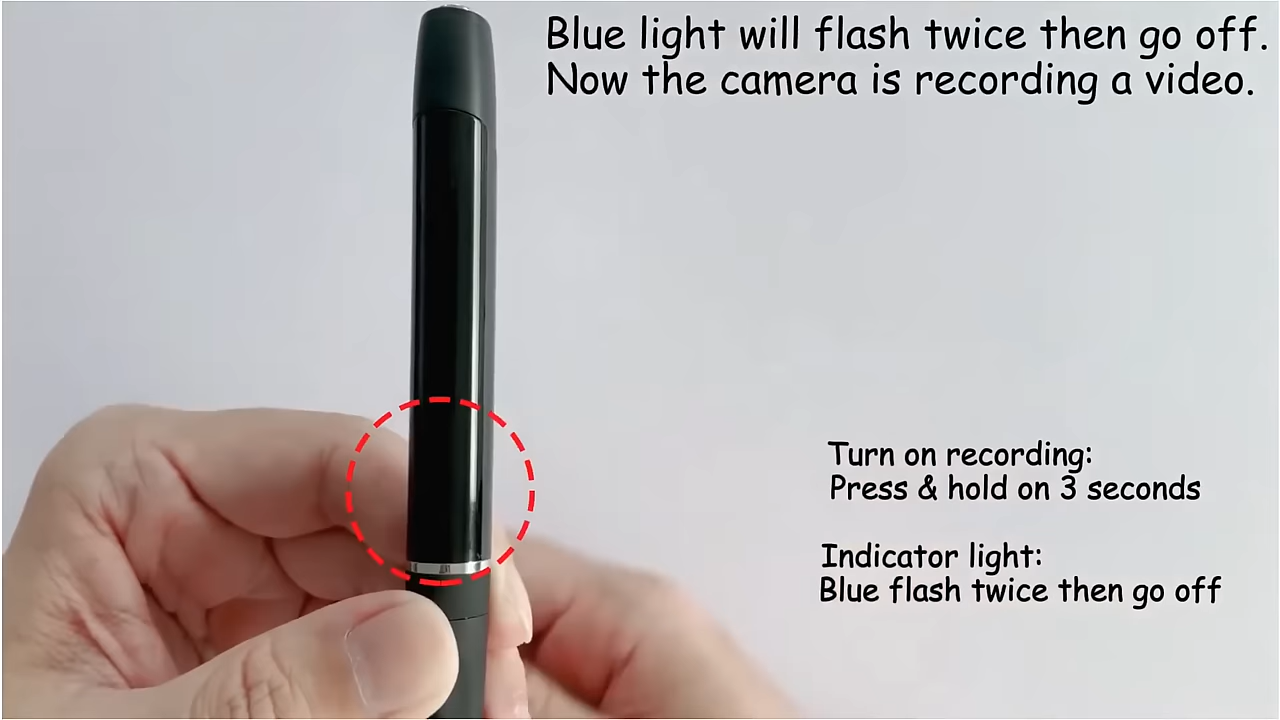 Blue light will flash twice then go off.
Now the camera is recording a video.
Turn on recording:
Press & hold on 3 seconds
Indicator light:
Blue flash twice then go off